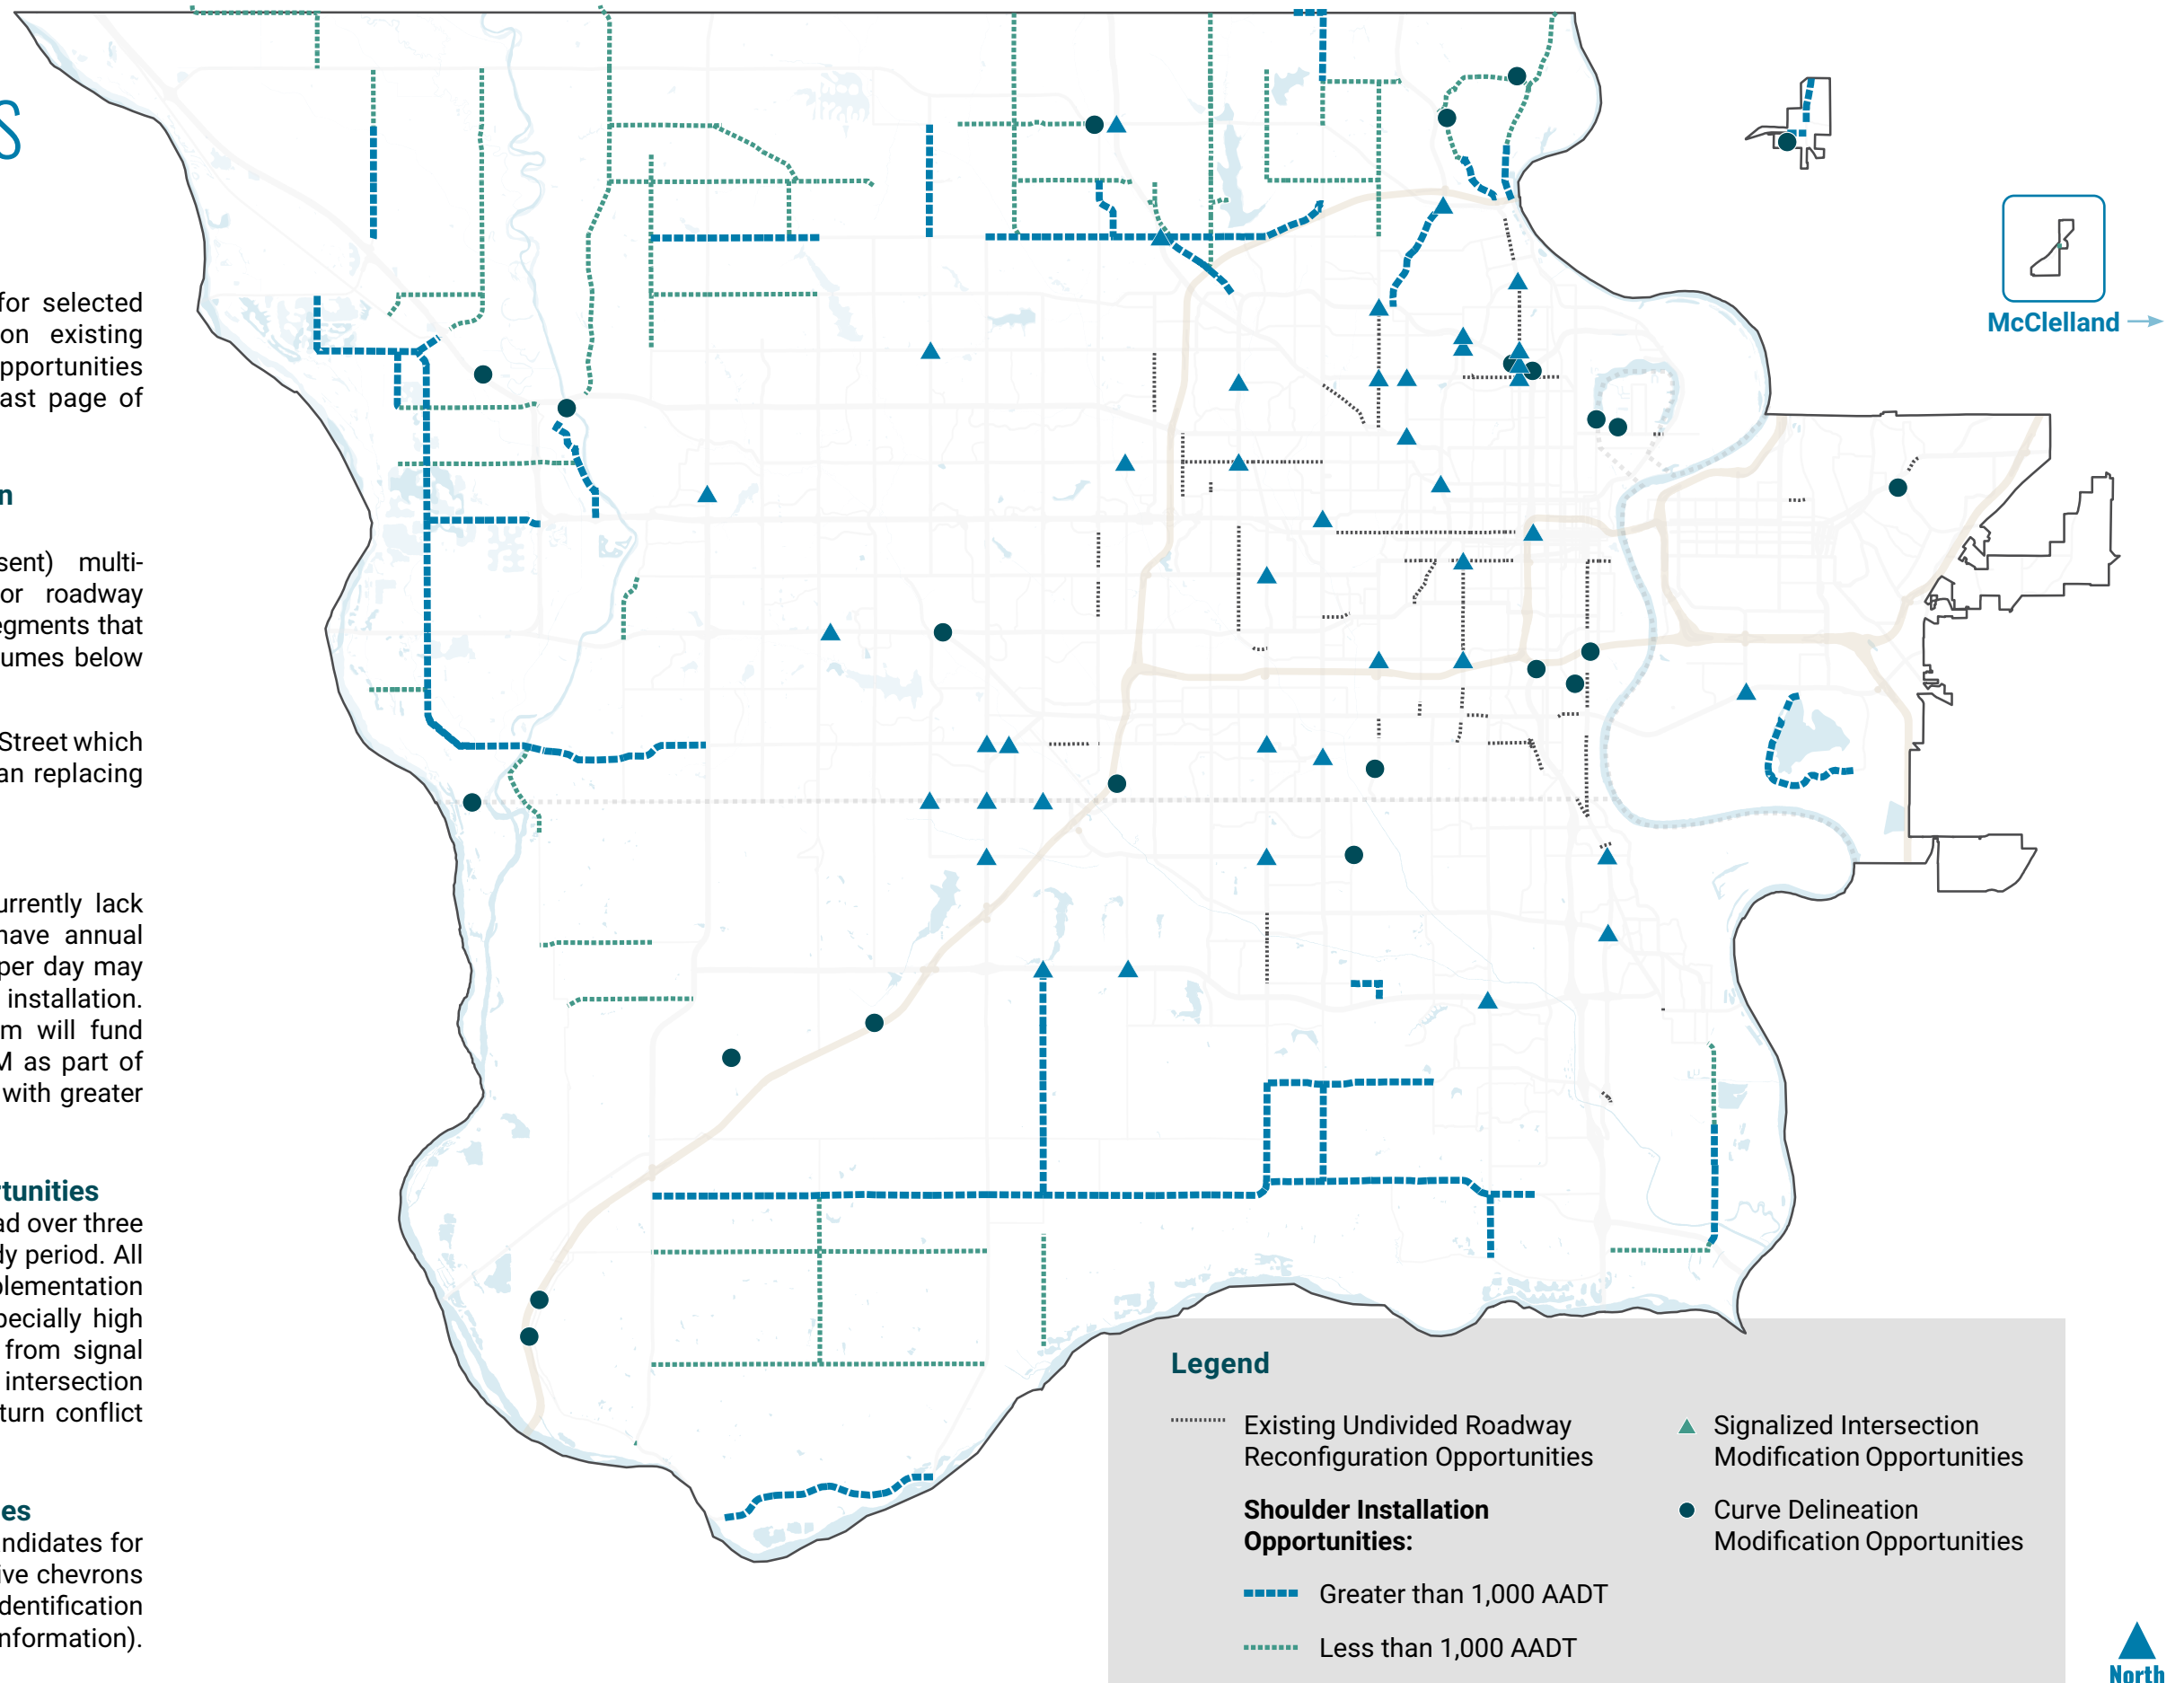 s
for selected
on existing
pportunities
ast page of
n
sent) multi-
or roadway
egments that
umes below
Street which
an replacing
urrently lack
have annual
per day may
installation.
m will fund
M as part of
with greater
rtunities
ad over three
dy period. All
plementation
pecially high
from signal
intersection
turn conflict
es
andidates for
ive chevrons
dentification
nformation).
McClelland
Legend
Existing Undivided Roadway
Reconfiguration Opportunities
Shoulder Installation
Opportunities:
Greater than 1,000 AADT
Less than 1,000 AADT
Signalized Intersection
Modification Opportunities
Curve Delineation
Modification Opportunities
North